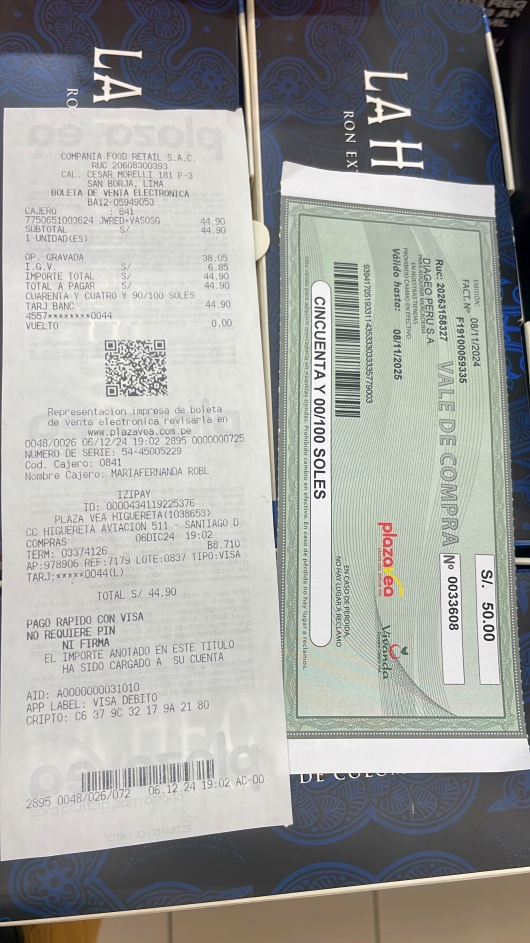 LA
RO
LA H
RON EX
COMPANIA FOOD RETAIL S.A.C.
RUC 20608300393
CAL. CESAR MORELLI 181 P-3
SAN BORJA, LIMA
BOLETA DE VENTA ELECTRONICA
BA12-05949053
CAJERO : 841
7750651003624 JWRED+VASOSG 44.90
SUBTOTAL S/ 44.90
1 UNIDAD(ES)
OP. GRAVADA 38.05
I.G.V. S/ 6.85
IMPORTE TOTAL S/ 44.90
TOTAL A PAGAR S/ 44.90
CUARENTA Y CUATRO Y 90/100 SOLES
TARJ BANC 44.90
4557********0044
VUELTO 0.00
Representacion impresa de boleta
de venta electronica revisarla en
www.plazavea.com.pe
0048/0026 06/12/24 19:02 2895 0000000725
NUMERO DE SERIE: 54-45005229
Cod. Cajero: 0841
Nombre Cajero: MARIAFERNANDA ROBL
IZIPAY
ID: 0000434119225376
PLAZA VEA HIGUERETA(1038653)
CC HIGUERETA AVIACION 511 - SANTIAGO D
COMPRAS 06DIC24 19:02
TERM: 03374126 B8.710
AP:978906 REF:7179 LOTE:0837 TIPO:VISA
TARJ:*****0044(L)
TOTAL S/ 44.90
PAGO RAPIDO CON VISA
NO REQUIERE PIN
NI FIRMA
EL IMPORTE ANOTADO EN ESTE TITULO
HA SIDO CARGADO A SU CUENTA
AID: A0000000031010
APP LABEL: VISA DEBITO
CRIPTO: C6 37 9C 32 17 9A 21 80
2895 0048/026/072 06.12.24 19:02 AC-00
EMISIÓN: 08/11/2024
FACT. Nº F19100059335
Ruc: 20263158327
DIAGEO PERU S.A.
PROHIBIDO CAMBIO EN EFECTIVO
Válido hasta: 08/11/2025
VALE DE COMPRA
S/. 50.00
Nº 0033608
plazavea
Vivanda
EN CASO DE PÉRDIDA,
NO HAY LUGAR A RECLAMO
CINCUENTA Y 00/100 SOLES